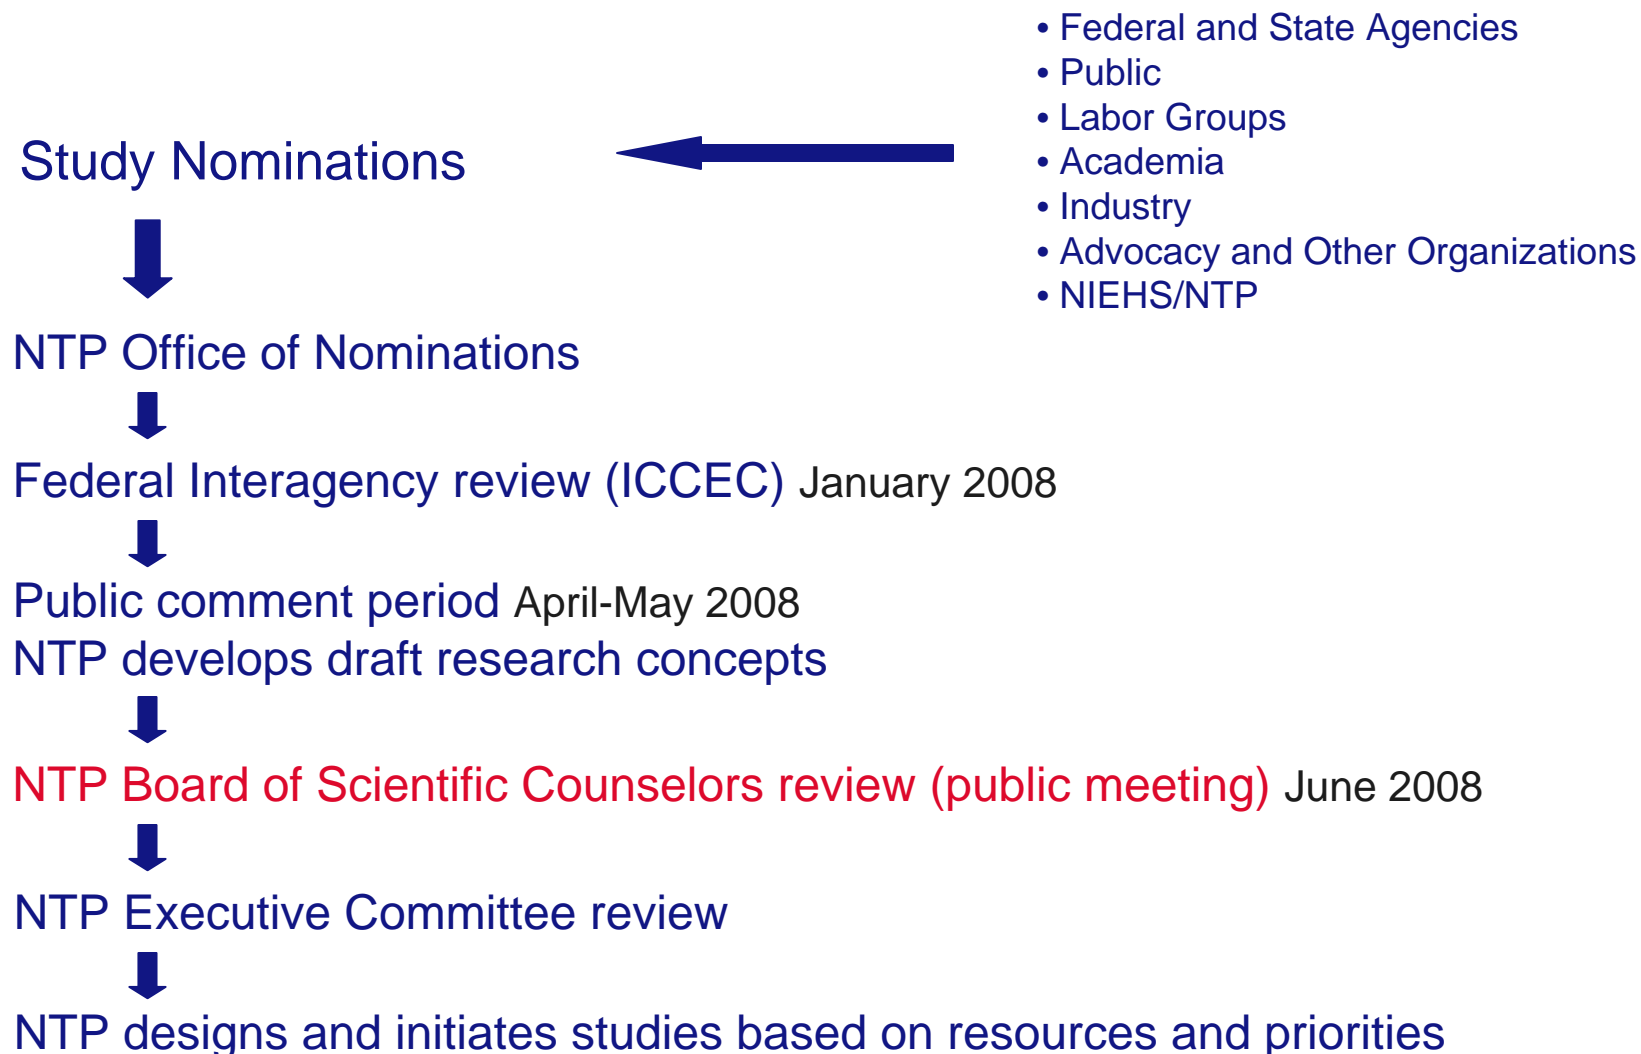 • Federal and State Agencies
• Public
• Labor Groups
• Academia
• Industry
• Advocacy and Other Organizations
• NIEHS/NTP
Study Nominations
NTP Office of Nominations
Federal Interagency review (ICCEC) January 2008
Public comment period April-May 2008
NTP develops draft research concepts
NTP Board of Scientific Counselors review (public meeting) June 2008
NTP Executive Committee review
NTP designs and initiates studies based on resources and priorities